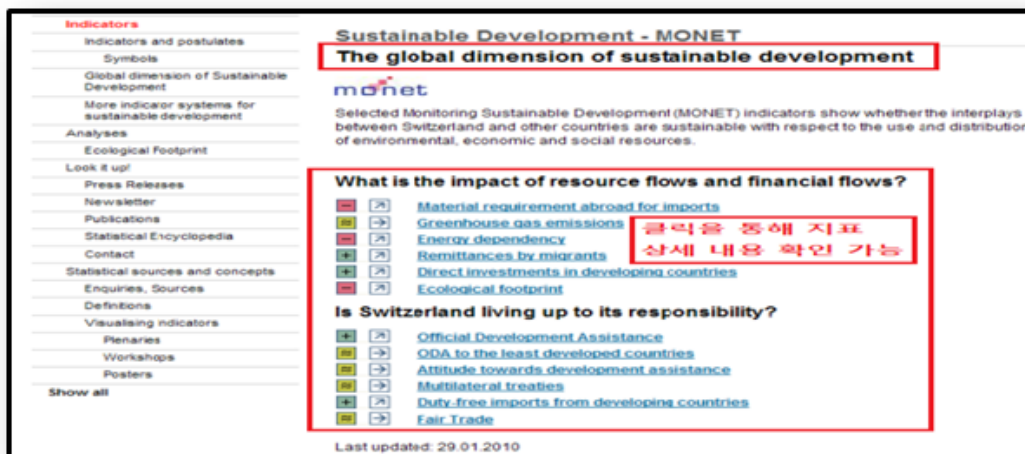 Indicators
Indicators and postulates
Symbols
Global dimension of Sustainable
Development
More indicator systems for
sustainable development
Analyses
Ecological Footprint
Look it up!
Press Releases
Newsletter
Publications
Statistical Encyclopedia
Contact
Statistical sources and concepts
Enquiries, Sources
Definitions
Visualising indicators
Plenaries
Workshops
Posters
Show all
Sustainable Development - MONET
The global dimension of sustainable development
monet
Selected Monitoring Sustainable Development (MONET) indicators show whether the interplays
between Switzerland and other countries are sustainable with respect to the use and distribution
of environmental, economic and social resources.
What is the impact of resource flows and financial flows?
Material requirement abroad for imports
Greenhouse gas emissions
Energy dependency
Remittances by migrants
Direct investments in developing countries
Ecological footprint
클릭을 통해 지표
상세 내용 확인 가능
Is Switzerland living up to its responsibility?
Official Development Assistance
ODA to the least developed countries
Attitude towards development assistance
Multilateral treaties
Duty-free imports from developing countries
Fair Trade
Last updated: 29.01.2010